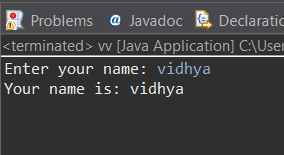 Problems @ Javadoc Declaratio
<terminated> vv [Java Application] C:\User
Enter your name: vidhya
Your name is: vidhya